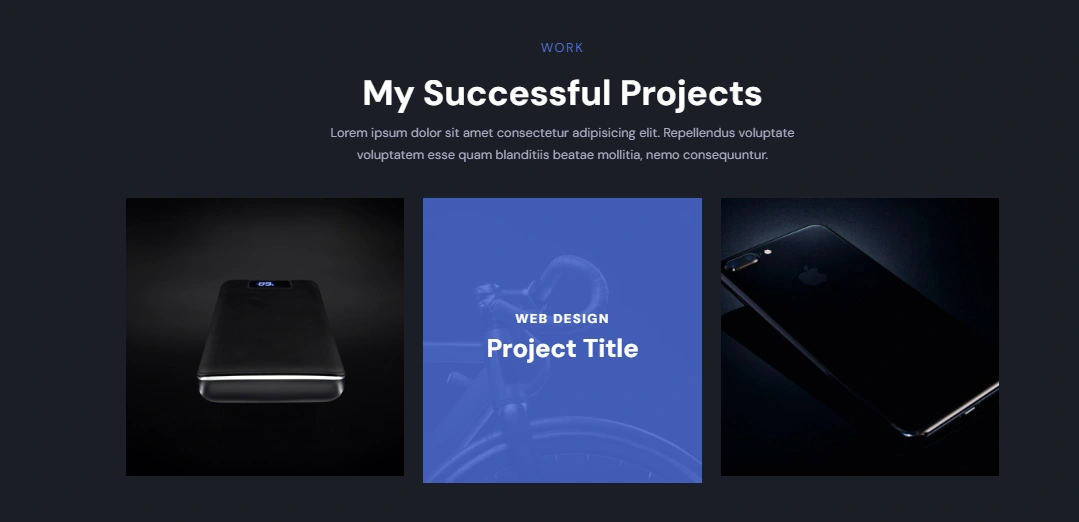 WORK
My Successful Projects
Lorem ipsum dolor sit amet consectetur adipisicing elit. Repellendus voluptate
voluptatem esse quam blanditiis beatae mollitia, nemo consequuntur.
WEB DESIGN
Project Title